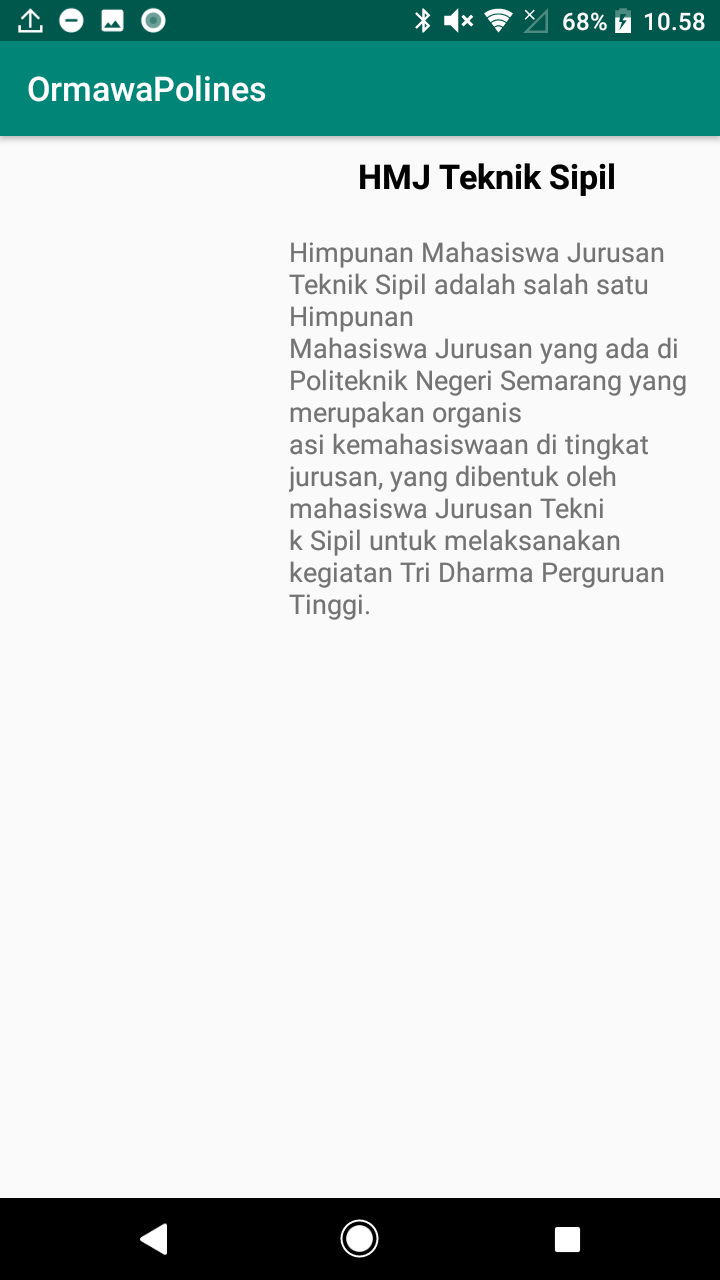 68% 10.58
OrmawaPolines
HMJ Teknik Sipil
Himpunan Mahasiswa Jurusan
Teknik Sipil adalah salah satu
Himpunan
Mahasiswa Jurusan yang ada di
Politeknik Negeri Semarang yang
merupakan organis
asi kemahasiswaan di tingkat
jurusan, yang dibentuk oleh
mahasiswa Jurusan Tekni
k Sipil untuk melaksanakan
kegiatan Tri Dharma Perguruan
Tinggi.